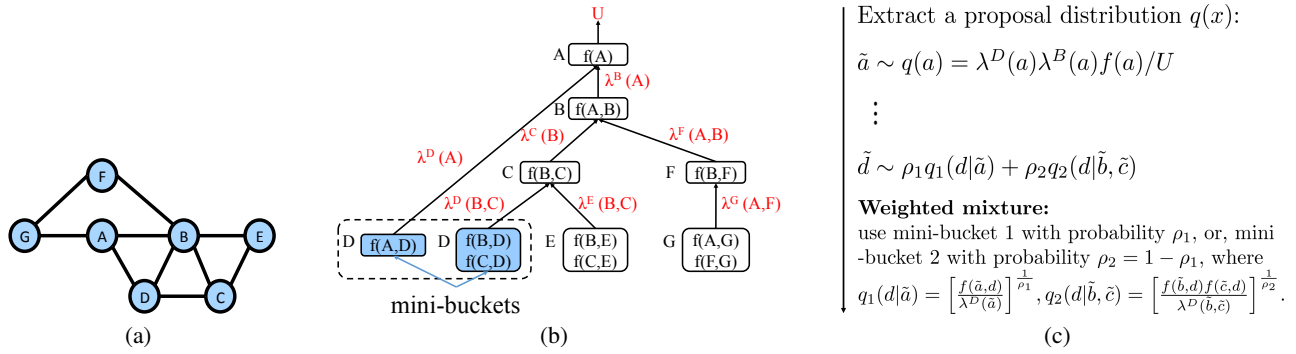 F
G
A
B
E
D
C
(a)
U
A
f(A)
λ^B (A)
B
f(A,B)
λ^C (B)
λ^F (A,B)
λ^D (A)
C
f(B,C)
F
f(B,F)
λ^D (B,C)
λ^E (B,C)
λ^G (A,F)
D
f(A,D)
D
f(B,D)
f(C,D)
E
f(B,E)
f(C,E)
G
f(A,G)
f(F,G)
mini-buckets
(b)
Extract a proposal distribution q(x):
ã ∼ q(a) = λ^D(a)λ^B(a)f(a)/U
⋮
d̃ ∼ ρ₁q₁(d|ã) + ρ₂q₂(d|b̃, c̃)
Weighted mixture:
use mini-bucket 1 with probability ρ₁, or, mini
-bucket 2 with probability ρ₂ = 1 − ρ₁, where
q₁(d|ã) = [f(ã,d)/λ^D(ã)]^{1/ρ₁}, q₂(d|b̃, c̃) = [f(b̃,d)f(c̃,d)/λ^D(b̃,c̃)]^{1/ρ₂}.
(c)